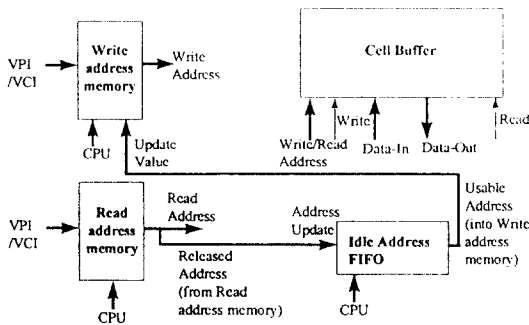 VPI
/VCI
Write
address
memory
Write
Address
CPU
Update
Value
Cell Buffer
Write
Read
Write/Read
Address
Data-In
Data-Out
VPI
/VCI
Read
address
memory
Read
Address
Released
Address
(from Read
address memory)
CPU
Address
Update
Idle Address
FIFO
CPU
Usable
Address
(into Write
address
memory)